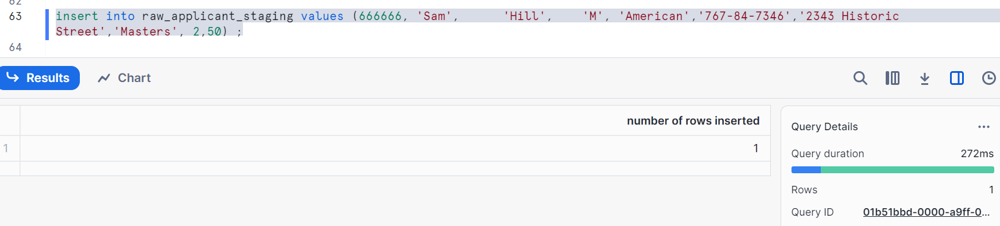 62
63 insert into raw_applicant_staging values (666666, 'Sam', 'Hill', 'M', 'American','767-84-7346','2343 Historic
Street','Masters', 2,50) ;
64
Results Chart
number of rows inserted
1 1
Query Details
Query duration 272ms
Rows 1
Query ID 01b51bbd-0000-a9ff-0...